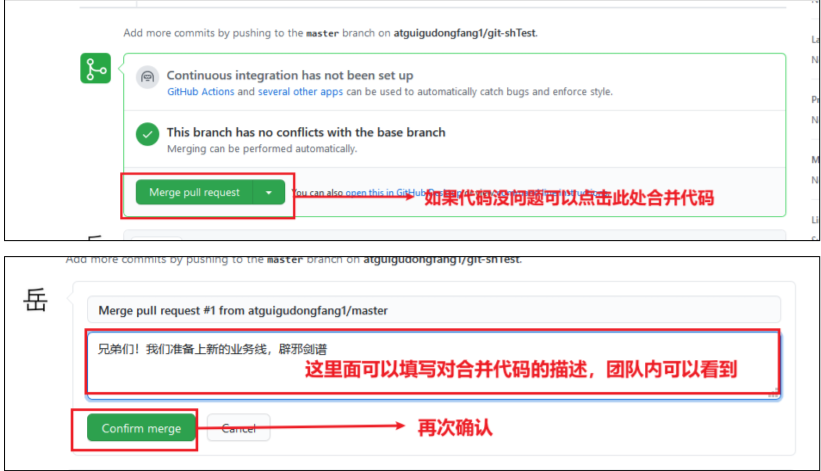 Add more commits by pushing to the master branch on atguigudongfang1/git-shTest.
Continuous integration has not been set up
GitHub Actions and several other apps can be used to automatically catch bugs and enforce style.
This branch has no conflicts with the base branch
Merging can be performed automatically.
Merge pull request
You can also open this in GitHub
如果代码没问题可以点击此处合并代码
Add more commits by pushing to the master branch on atguigudongfang1/git-shTest.
岳
Merge pull request #1 from atguigudongfang1/master
兄弟们！我们准备上新的业务线，辟邪剑谱
这里面可以填写对合并代码的描述，团队内可以看到
Confirm merge
Cancel
再次确认